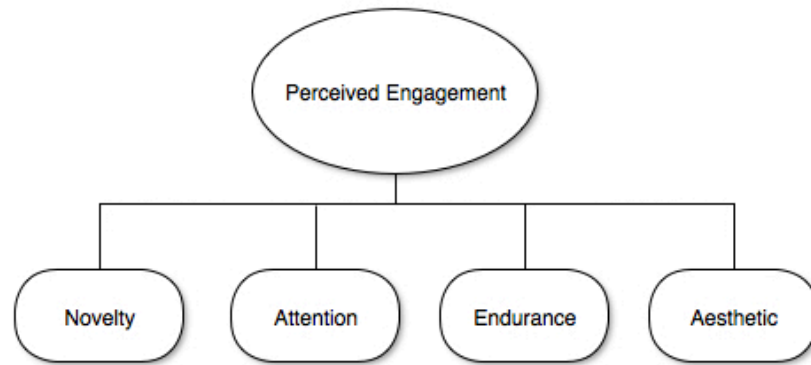 Perceived Engagement
Novelty
Attention
Endurance
Aesthetic